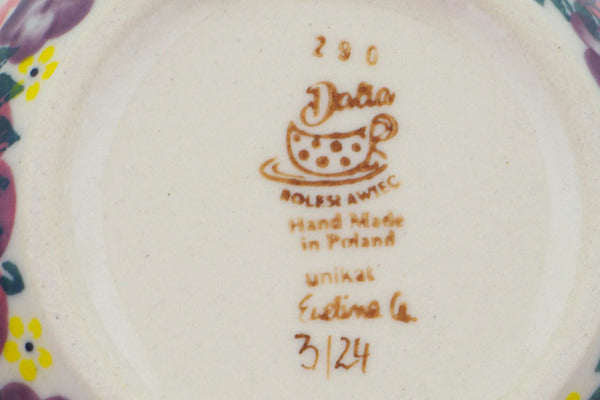 290
Dana
BOLESŁAWIEC
Hand Made
in Poland
unikat
3/24